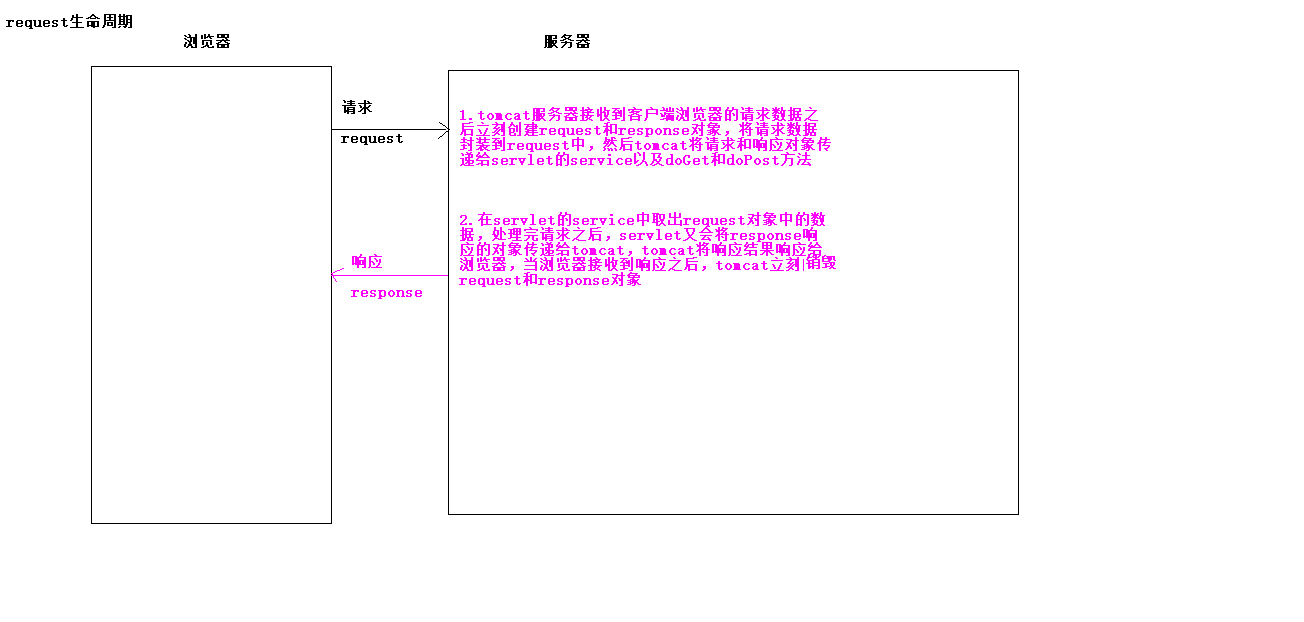 request生命周期
浏览器
服务器
请求
request
1.tomcat服务器接收到客户端浏览器的请求数据之
后立刻创建request和response对象，将请求数据
封装到request中，然后tomcat将请求和响应对象传
递给servlet的service以及doGet和doPost方法
2.在servlet的service中取出request对象中的数
据，处理完请求之后，servlet又会将response响
应的对象传递给tomcat，tomcat将响应结果响应给
浏览器，当浏览器接收到响应之后，tomcat立刻销毁
request和response对象
响应
response